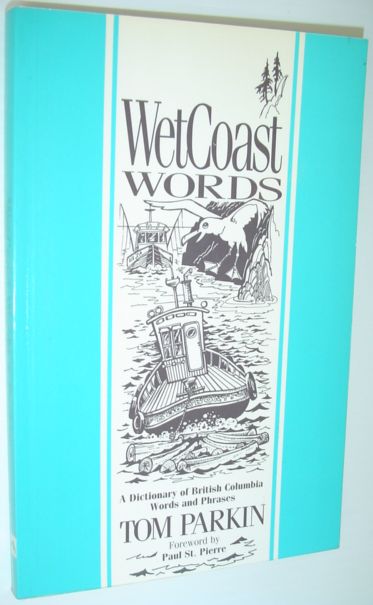 WetCoast
WORDS
A Dictionary of British Columbia
Words and Phrases
TOM PARKIN
Foreword by
Paul St. Pierre